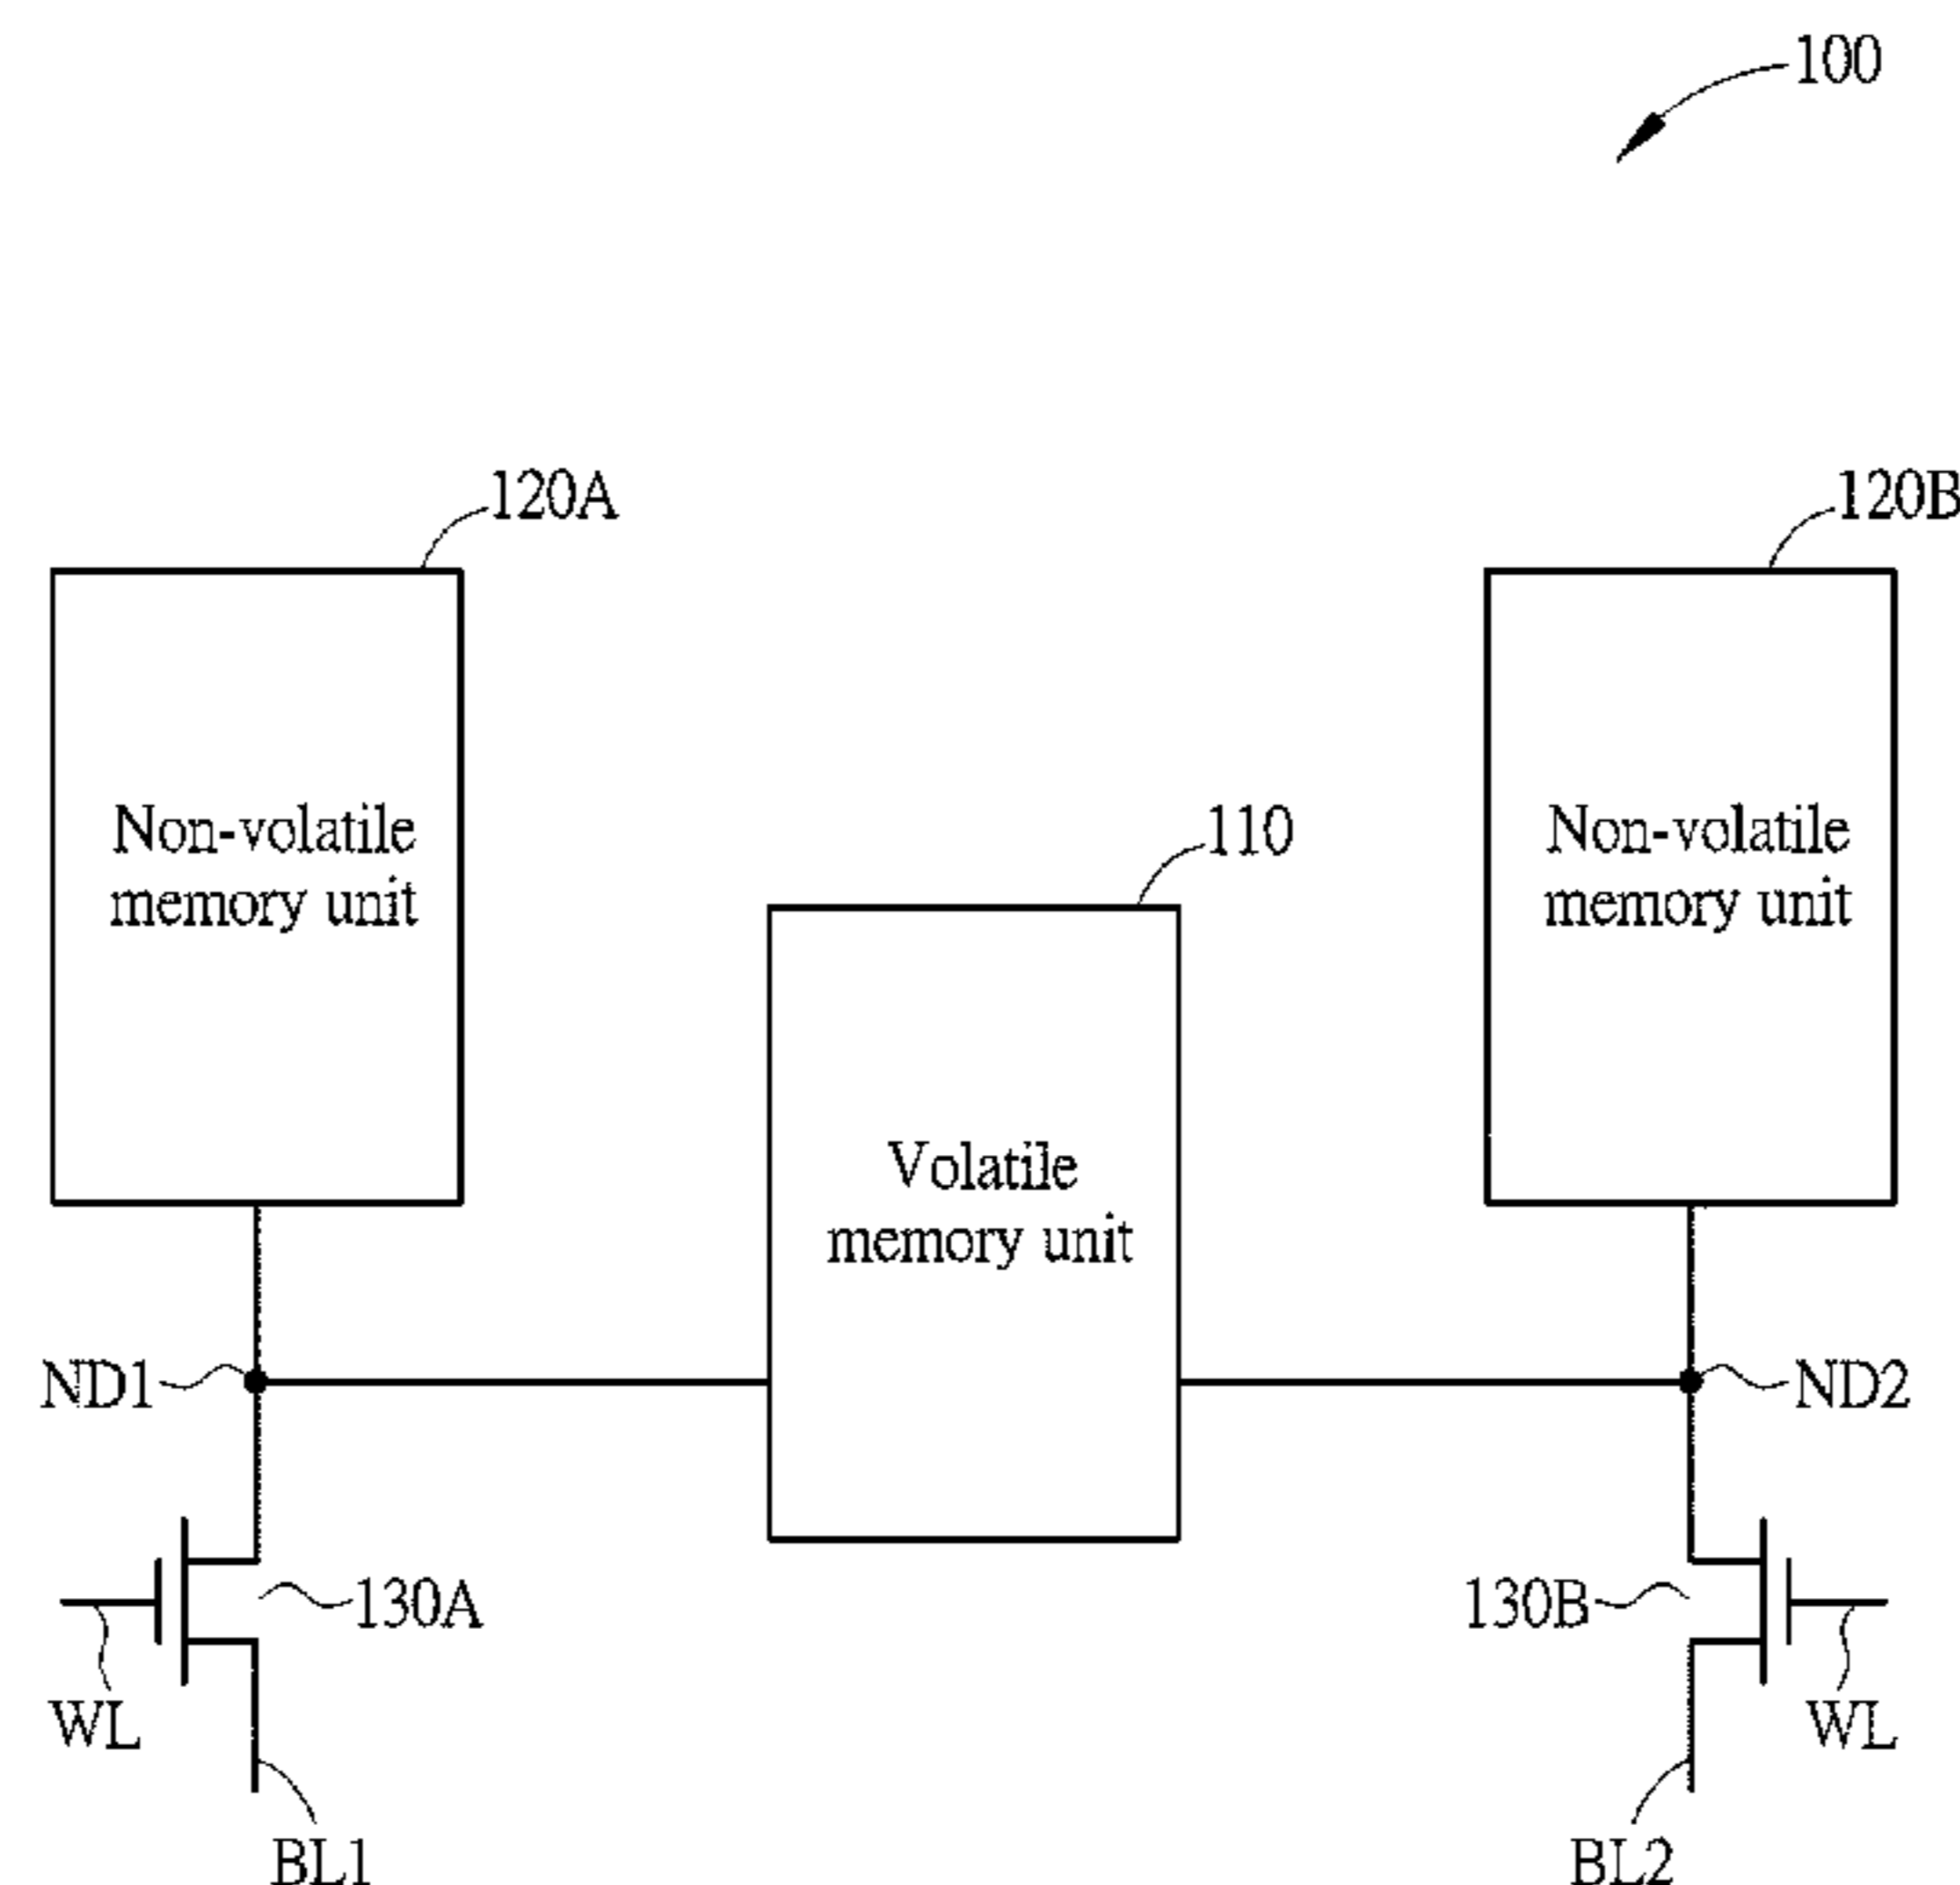 100
120A
120B
Non-volatile
memory unit
110
Non-volatile
memory unit
Volatile
memory unit
ND1
ND2
130A
130B
WL
WL
BL1
BL2